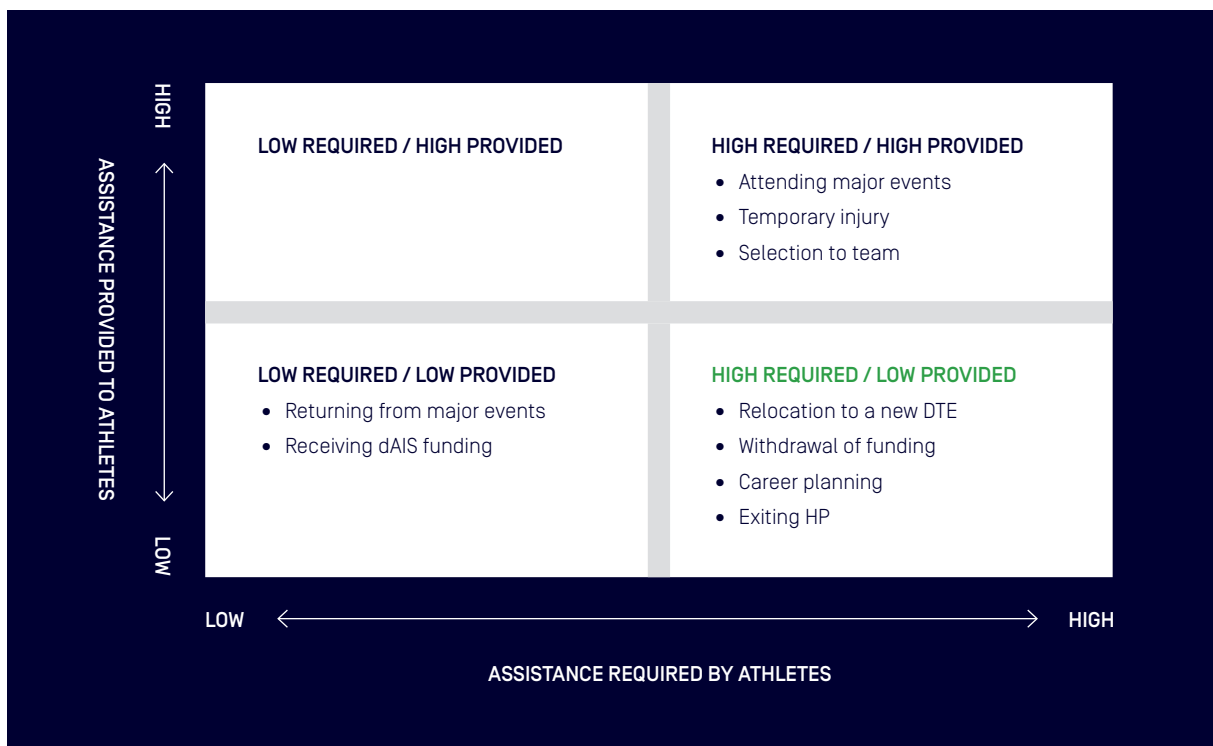 HIGH
ASSISTANCE PROVIDED TO ATHLETES
LOW
LOW REQUIRED / HIGH PROVIDED
HIGH REQUIRED / HIGH PROVIDED
• Attending major events
• Temporary injury
• Selection to team
LOW REQUIRED / LOW PROVIDED
• Returning from major events
• Receiving dAIS funding
HIGH REQUIRED / LOW PROVIDED
• Relocation to a new DTE
• Withdrawal of funding
• Career planning
• Exiting HP
LOW
HIGH
ASSISTANCE REQUIRED BY ATHLETES